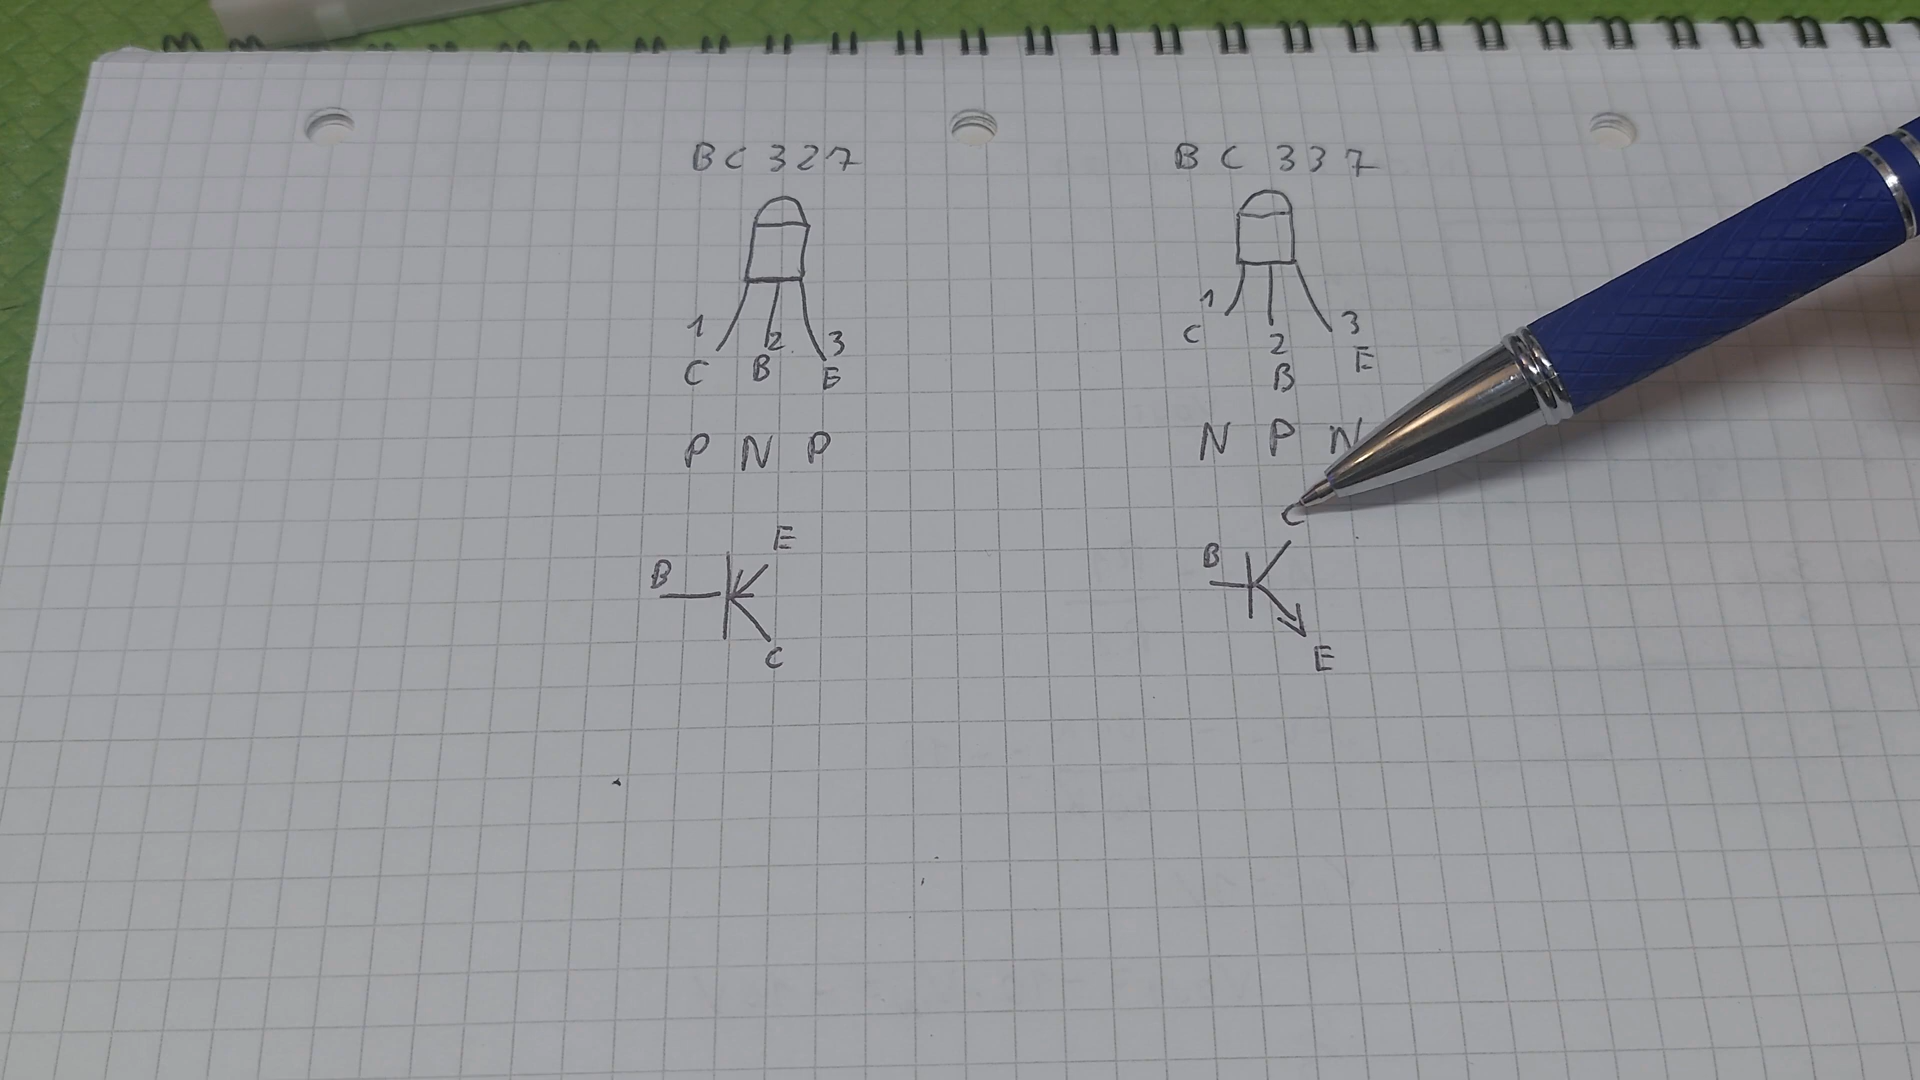 BC 327
BC 337
1 2 3
C B E
1 2 3
C B E
P N P
N P N
B E C
B C E